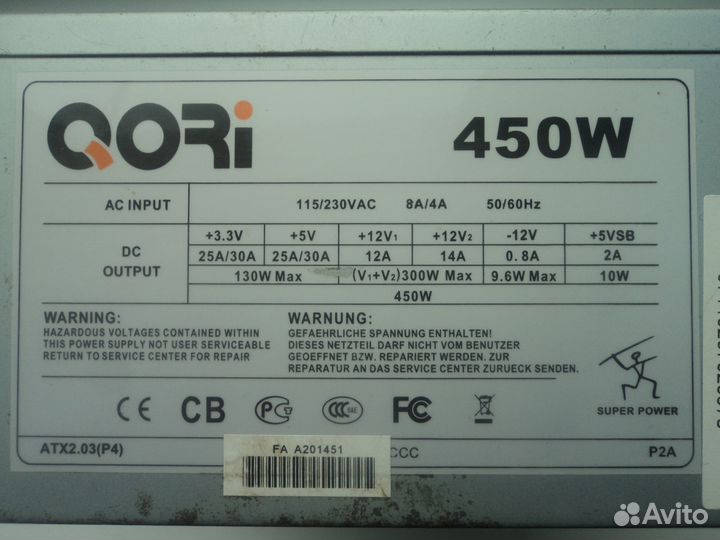 QORi 450W
AC INPUT 115/230VAC 8A/4A 50/60Hz
DC OUTPUT +3.3V +5V +12V1 +12V2 -12V +5VSB
25A/30A 25A/30A 12A 14A 0.8A 2A
130W Max (V1+V2)300W Max 9.6W Max 10W
450W
WARNING:
HAZARDOUS VOLTAGES CONTAINED WITHIN
THIS POWER SUPPLY NOT USER SERVICEABLE
RETURN TO SERVICE CENTER FOR REPAIR
WARNUNG:
GEFAEHRLICHE SPANNUNG ENTHALTEN!
DIESES NETZTEIL DARF NICHT VOM BENUTZER
GEOEFFNET BZW. REPARIERT WERDEN. ZUR
REPARATUR AN DAS SERVICE CENTER ZURUECK SENDEN.
SUPER POWER
CE CB PC CCC FC
ATX2.03(P4) CCC P2A
FA A201451
Avito